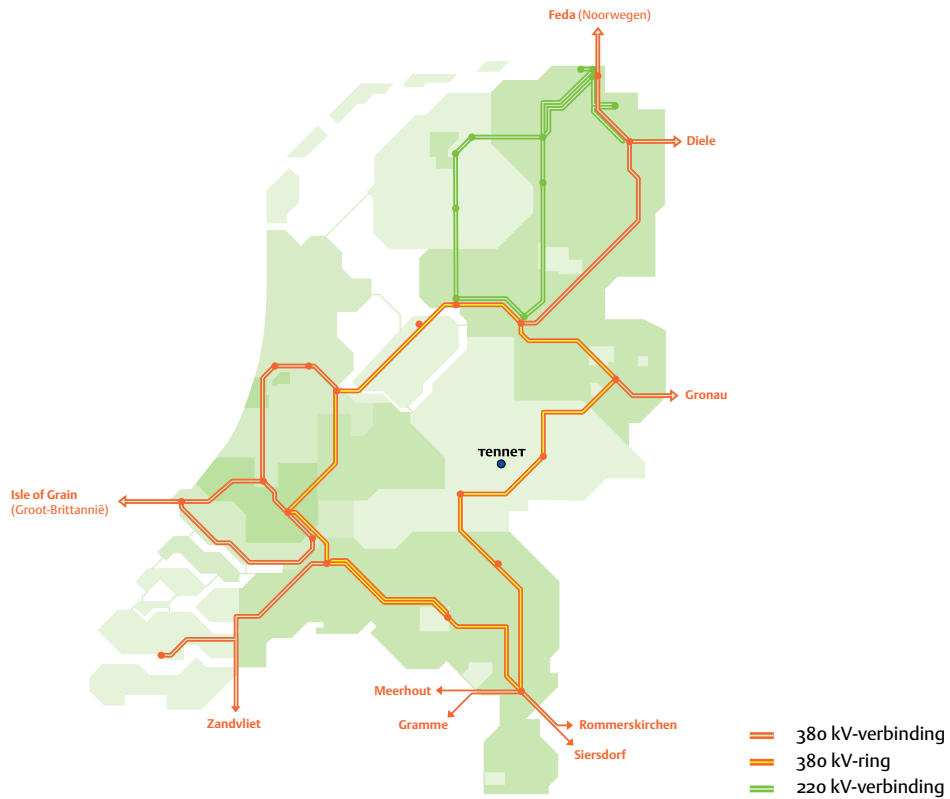 Feda (Noorwegen)
Diele
Gronau
TenneT
Isle of Grain
(Groot-Brittannië)
Meerhout
Gramme
Rommerskirchen
Zandvliet
Siersdorf
380 kV-verbinding
380 kV-ring
220 kV-verbinding